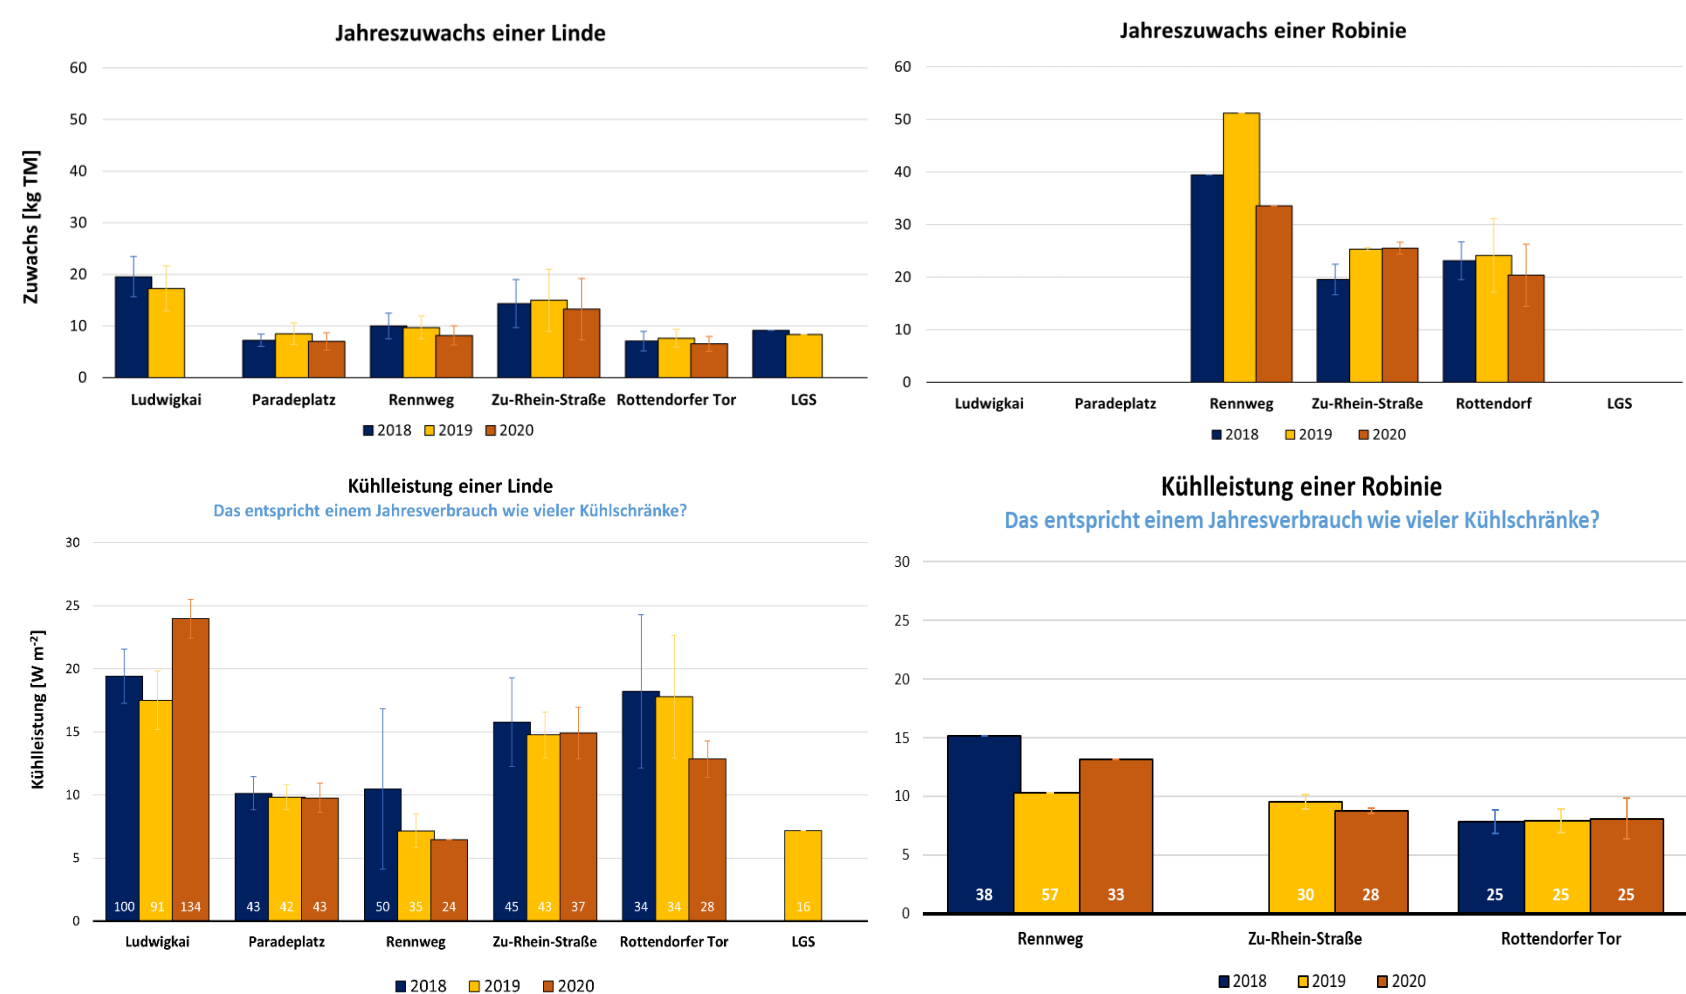 Jahreszuwachs einer Linde
Zuwachs [kg TM]
60
50
40
30
20
10
0
Ludwigkai Paradeplatz Rennweg Zu-Rhein-Straße Rottendorfer Tor LGS
2018 2019 2020
Jahreszuwachs einer Robinie
60
50
40
30
20
10
0
Ludwigkai Paradeplatz Rennweg Zu-Rhein-Straße Rottendorf LGS
2018 2019 2020
Kühlleistung einer Linde
Das entspricht einem Jahresverbrauch wie vieler Kühlschränke?
Kühlleistung [W m⁻²]
30
25
20
15
10
5
0
100 91 134 43 42 43 50 35 24 45 43 37 34 34 28 16
Ludwigkai Paradeplatz Rennweg Zu-Rhein-Straße Rottendorfer Tor LGS
2018 2019 2020
Kühlleistung einer Robinie
Das entspricht einem Jahresverbrauch wie vieler Kühlschränke?
30
25
20
15
10
5
0
38 57 33 30 28 25 25 25
Rennweg Zu-Rhein-Straße Rottendorfer Tor
2018 2019 2020